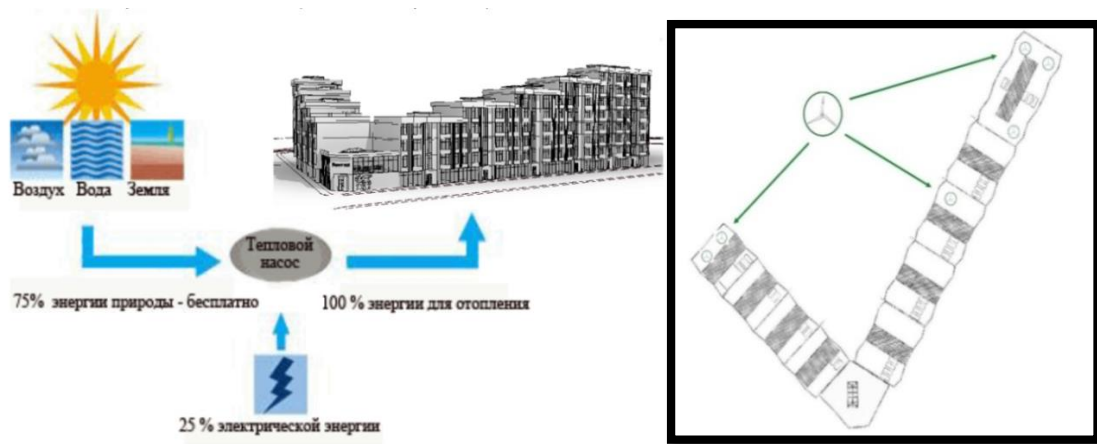 Воздух Вода Земля
Тепловой
насос
75% энергии природы - бесплатно
100 % энергии для отопления
25 % электрической энергии